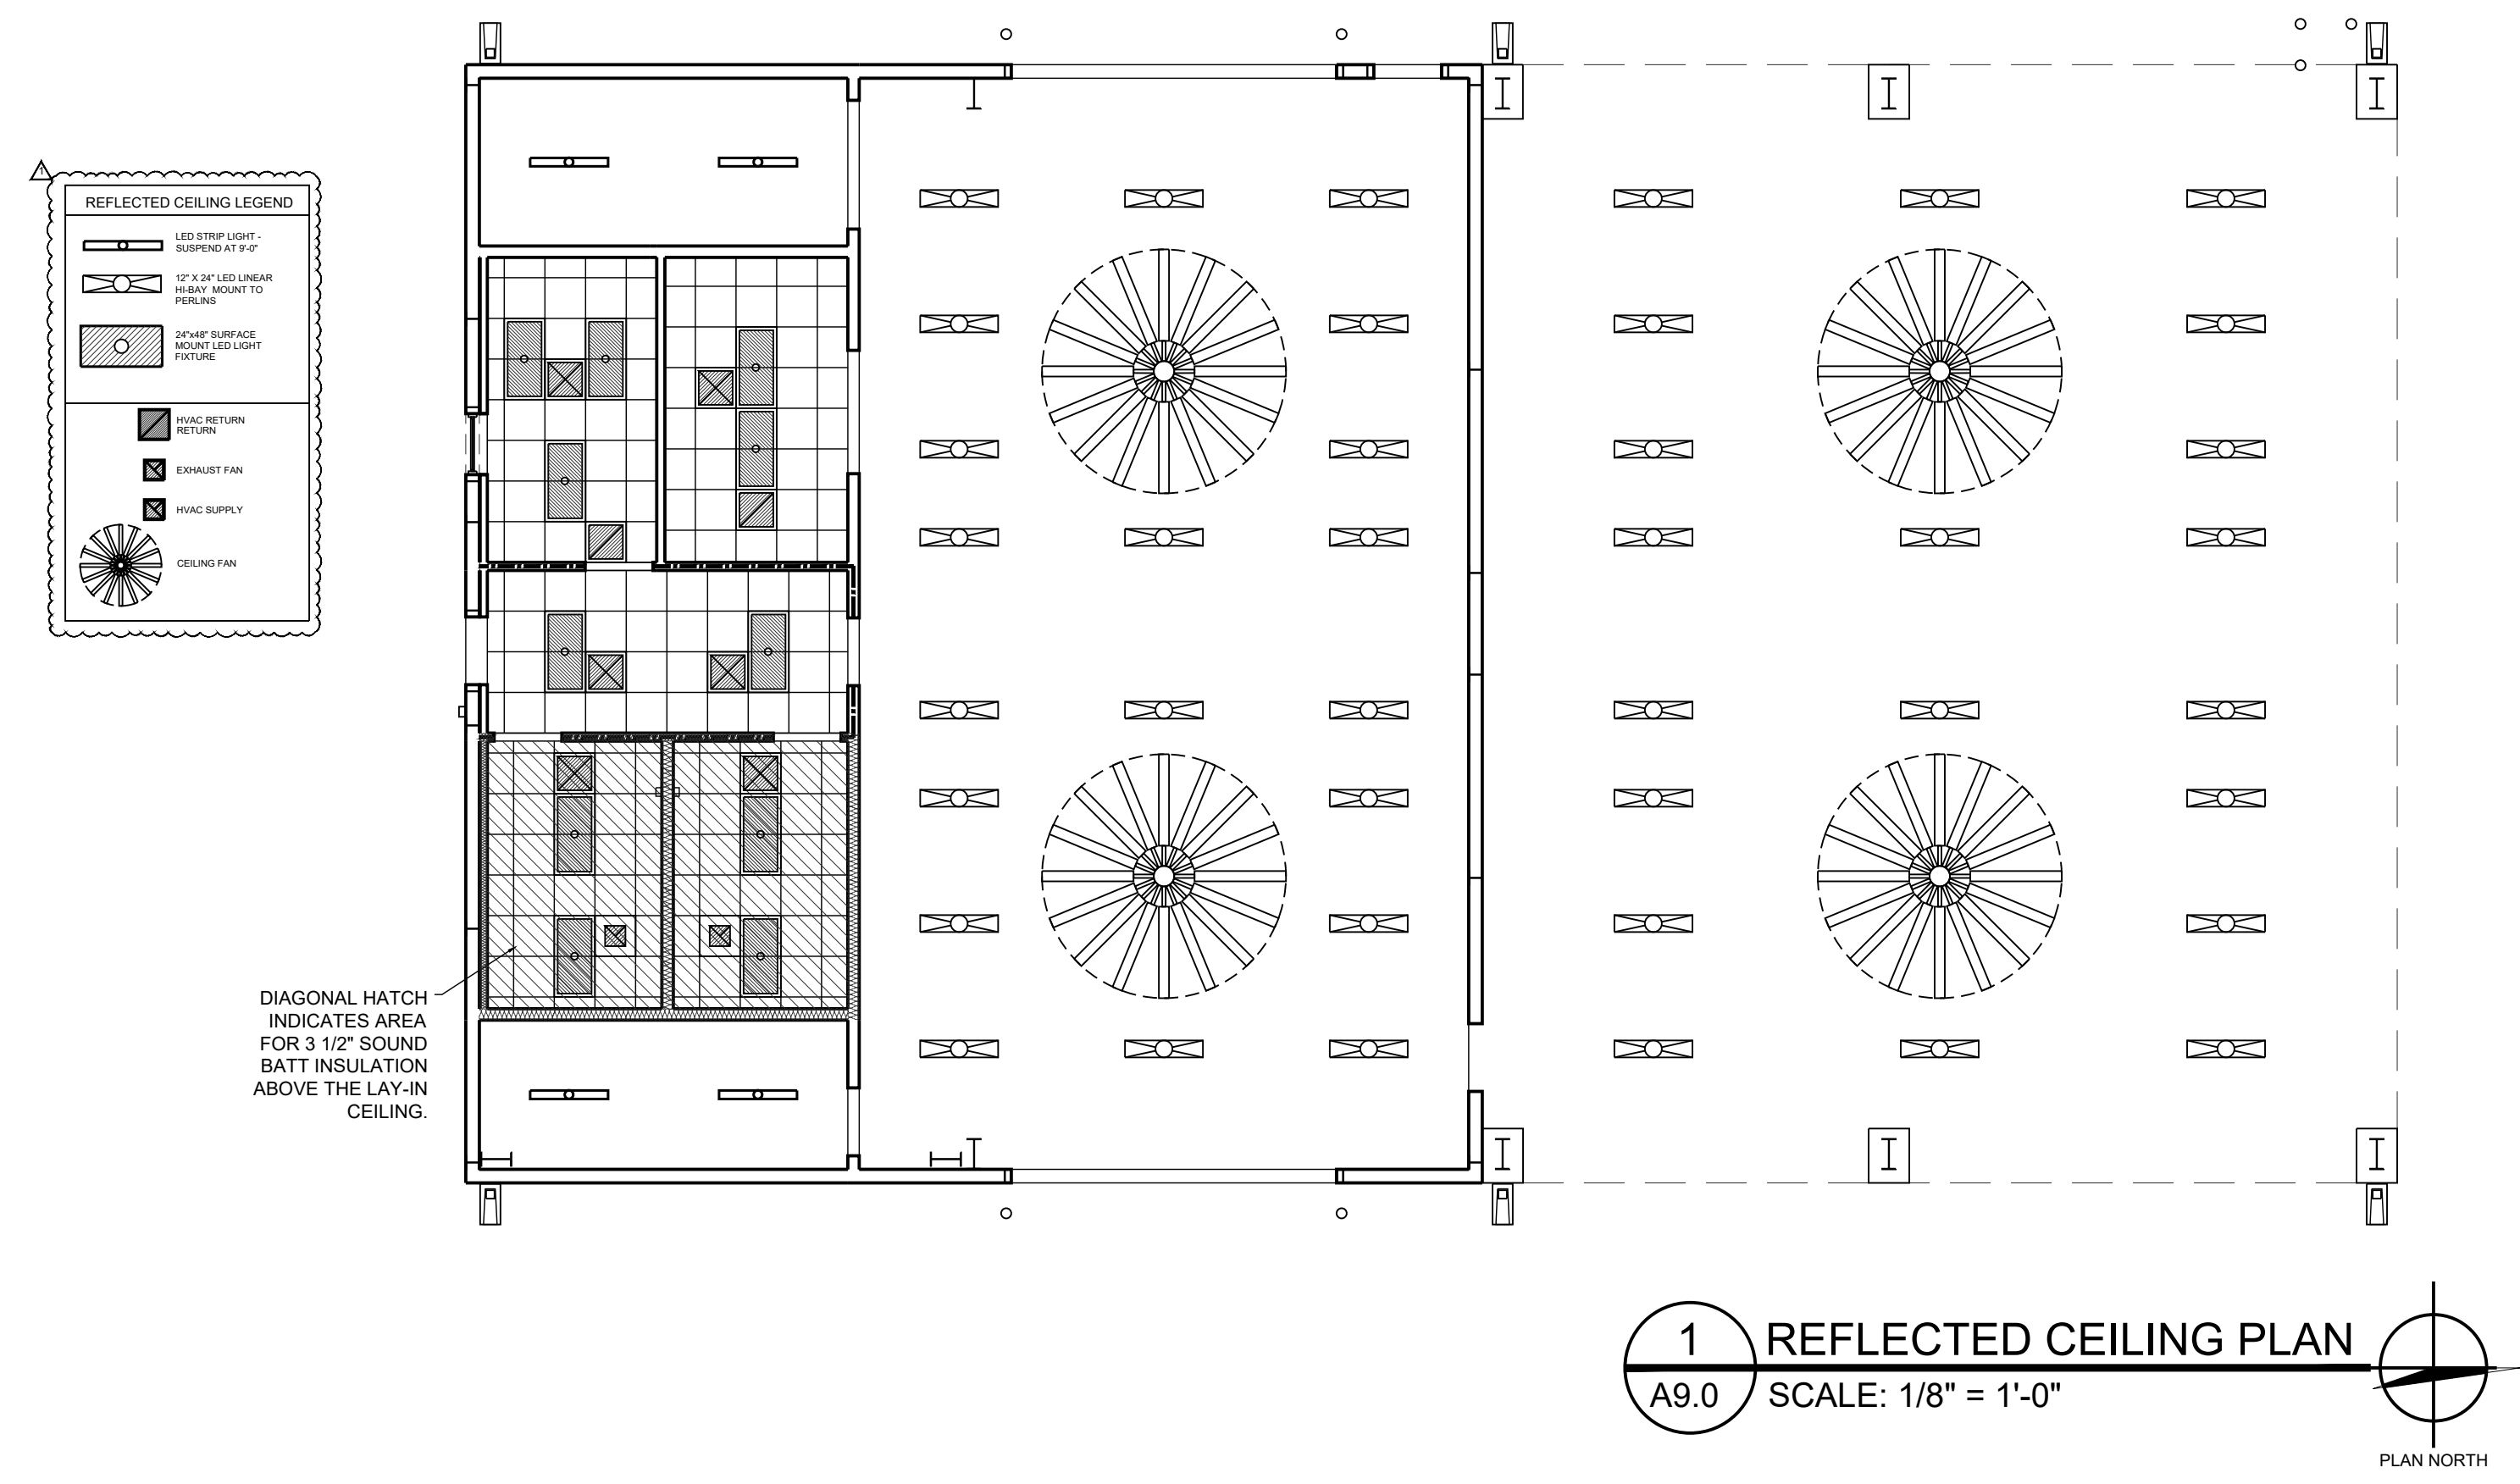 1
REFLECTED CEILING LEGEND
LED STRIP LIGHT -
SUSPEND AT 9'-0"
12" X 24" LED LINEAR
HI-BAY MOUNT TO
PERLINS
24"x48" SURFACE
MOUNT LED LIGHT
FIXTURE
HVAC RETURN
RETURN
EXHAUST FAN
HVAC SUPPLY
CEILING FAN
DIAGONAL HATCH
INDICATES AREA
FOR 3 1/2" SOUND
BATT INSULATION
ABOVE THE LAY-IN
CEILING.
1
REFLECTED CEILING PLAN
A9.0
SCALE: 1/8" = 1'-0"
PLAN NORTH